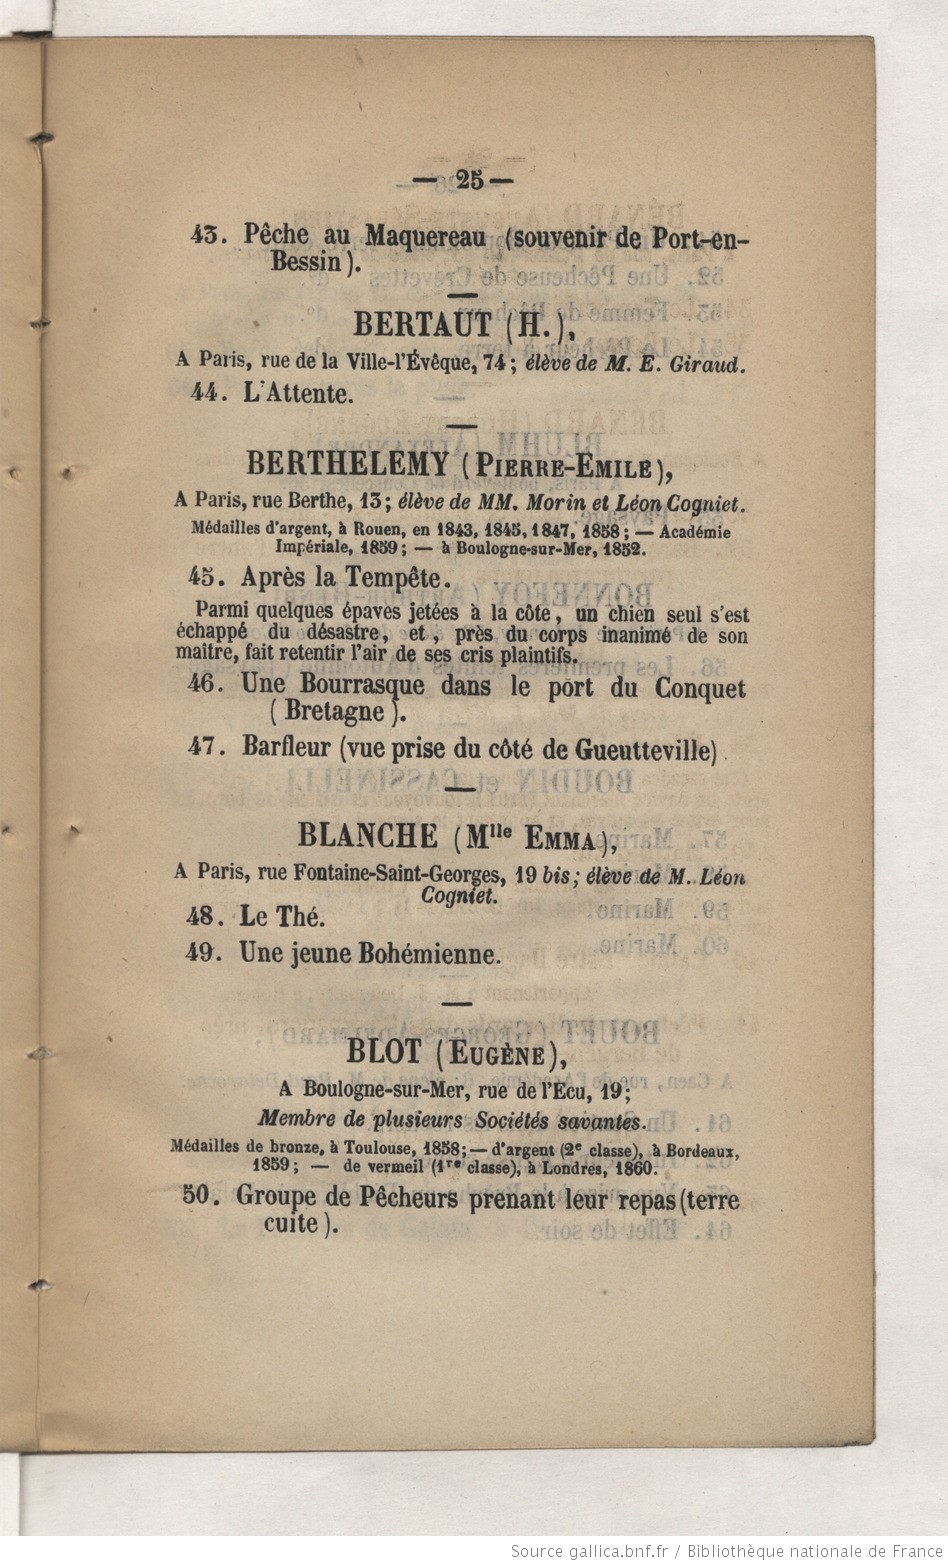 — 25 —
43. Pêche au Maquereau (souvenir de Port-en-
Bessin).
BERTAUT (H.),
A Paris, rue de la Ville-l'Évêque, 74; élève de M. E. Giraud.
44. L'Attente.
BERTHELEMY (PIERRE-EMILE),
A Paris, rue Berthe, 13; élève de MM. Morin et Léon Cogniet.
Médailles d'argent, à Rouen, en 1843, 1845, 1847, 1858; — Académie
Impériale, 1859; — à Boulogne-sur-Mer, 1852.
45. Après la Tempête.
Parmi quelques épaves jetées à la côte, un chien seul s'est
échappé du désastre, et, près du corps inanimé de son
maître, fait retentir l'air de ses cris plaintifs.
46. Une Bourrasque dans le port du Conquet
(Bretagne).
47. Barfleur (vue prise du côté de Gueutteville).
BLANCHE (Mlle EMMA),
A Paris, rue Fontaine-Saint-Georges, 19 bis; élève de M. Léon
Cogniet.
48. Le Thé.
49. Une jeune Bohémienne.
BLOT (EUGÈNE),
A Boulogne-sur-Mer, rue de l'Ecu, 19;
Membre de plusieurs Sociétés savantes.
Médailles de bronze, à Toulouse, 1858; — d'argent (2e classe), à Bordeaux,
1859; — de vermeil (1re classe), à Londres, 1860.
50. Groupe de Pêcheurs prenant leur repas (terre
cuite).
Source gallica.bnf.fr / Bibliothèque nationale de France